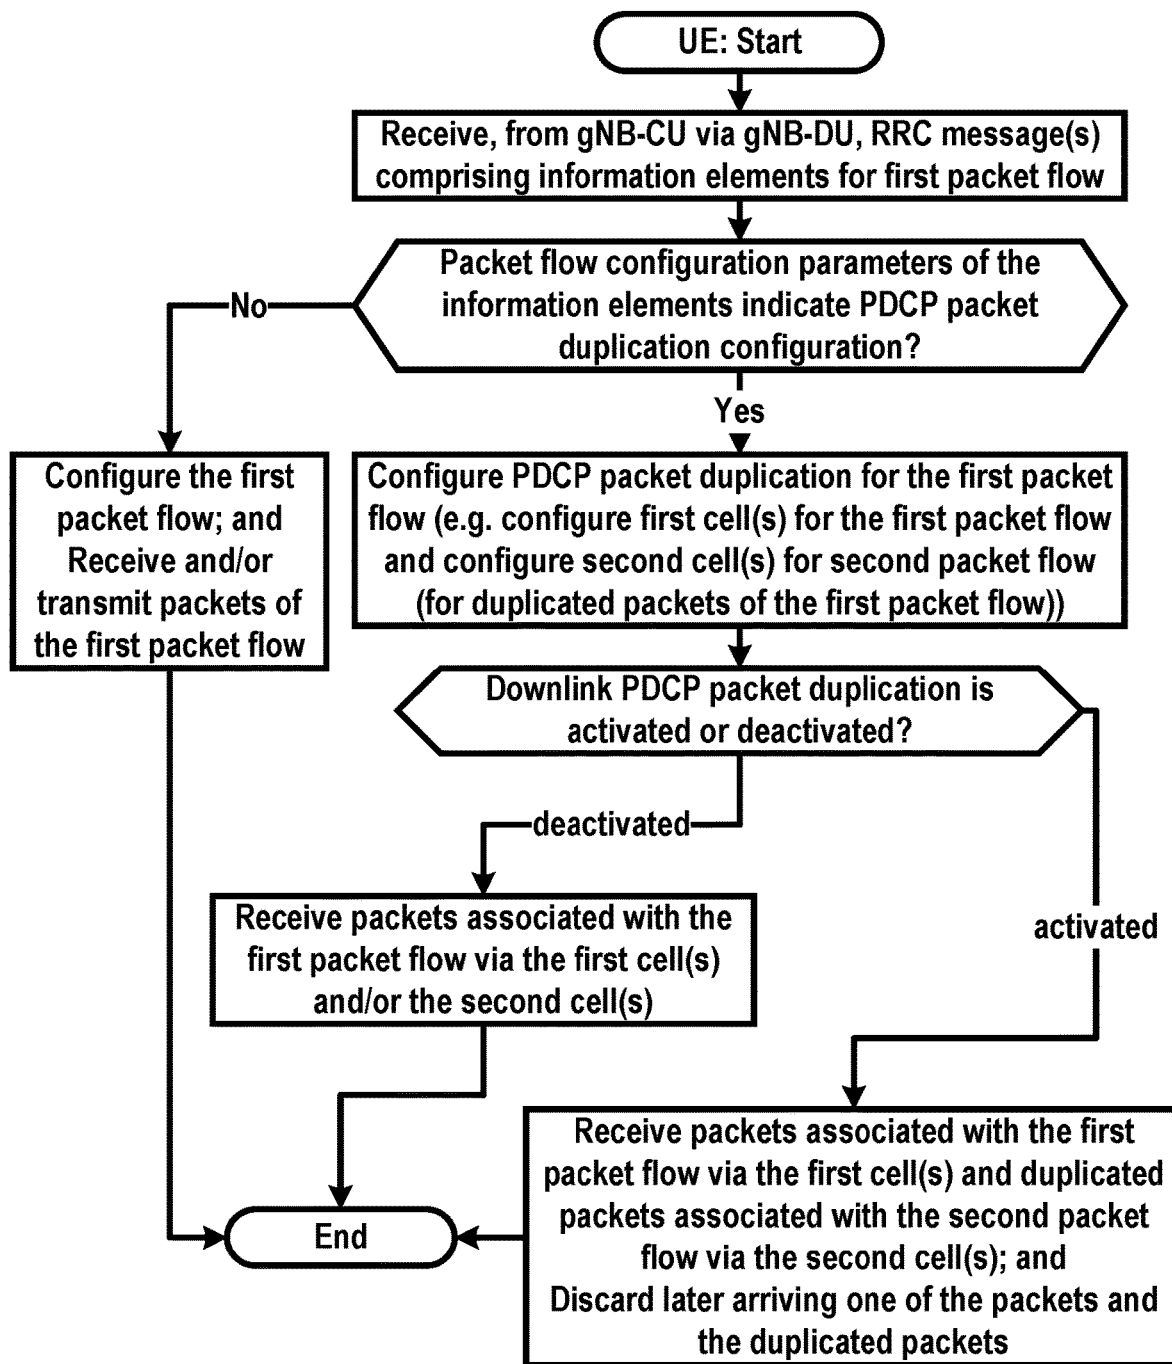 UE: Start
Receive, from gNB-CU via gNB-DU, RRC message(s)
comprising information elements for first packet flow
Packet flow configuration parameters of the
information elements indicate PDCP packet
duplication configuration?
No
Yes
Configure the first
packet flow; and
Receive and/or
transmit packets of
the first packet flow
Configure PDCP packet duplication for the first packet
flow (e.g. configure first cell(s) for the first packet flow
and configure second cell(s) for second packet flow
(for duplicated packets of the first packet flow))
Downlink PDCP packet duplication is
activated or deactivated?
deactivated
activated
Receive packets associated with the
first packet flow via the first cell(s)
and/or the second cell(s)
Receive packets associated with the first
packet flow via the first cell(s) and duplicated
packets associated with the second packet
flow via the second cell(s); and
Discard later arriving one of the packets and
the duplicated packets
End